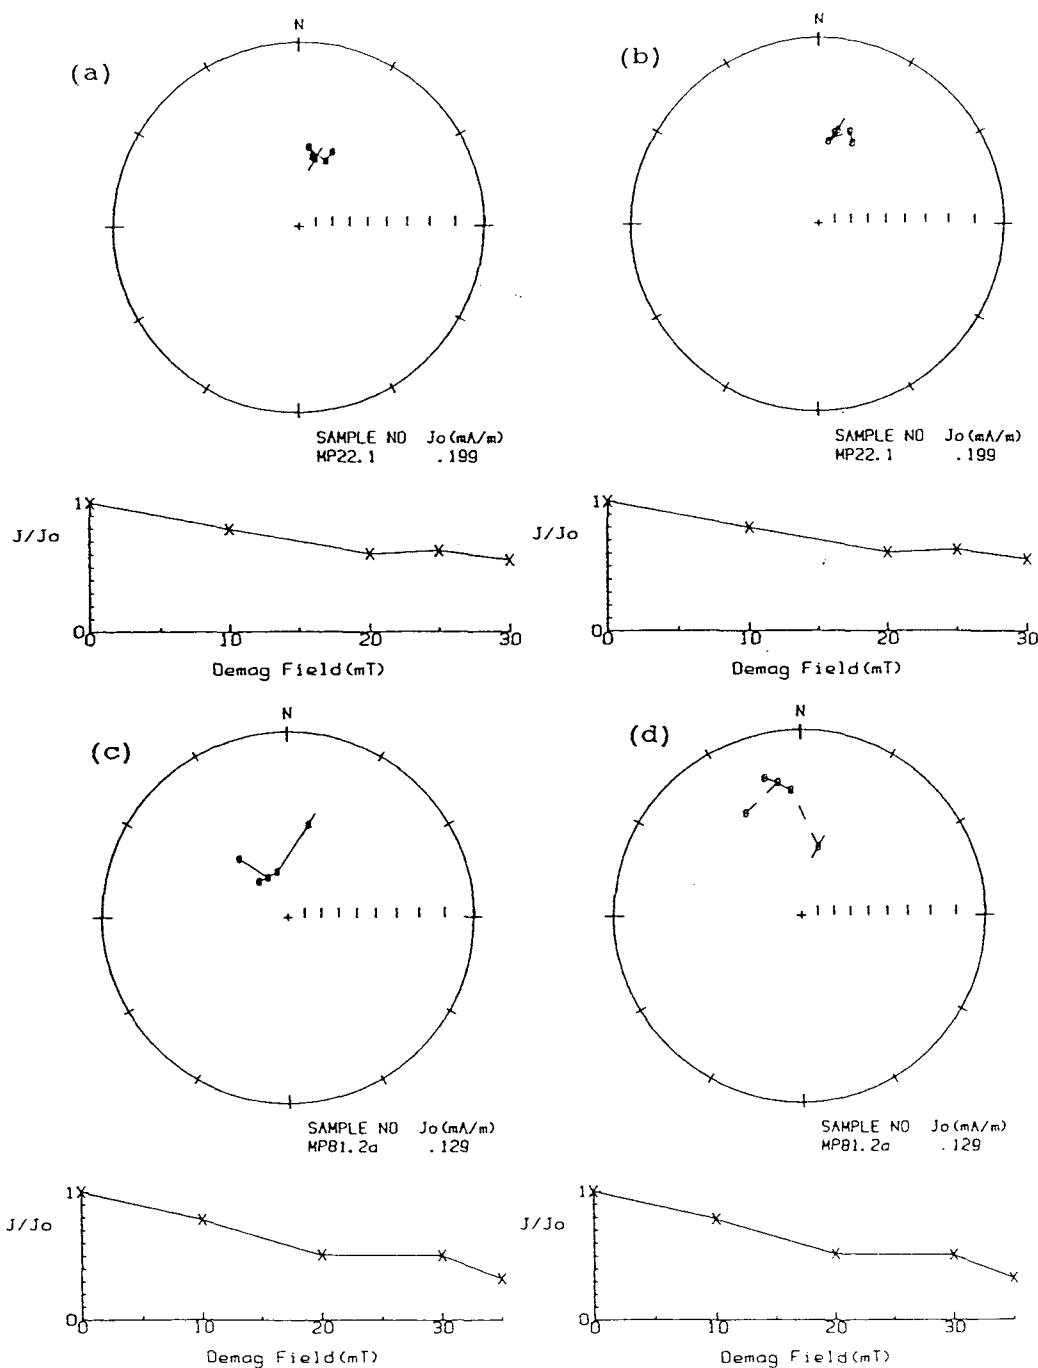 (a)
N
SAMPLE NO Jo(mA/m)
MP22.1 .199
J/Jo
1
0
0 10 20 30
Demag Field(mT)
(b)
N
SAMPLE NO Jo(mA/m)
MP22.1 .199
J/Jo
1
0
0 10 20 30
Demag Field(mT)
(c)
N
SAMPLE NO Jo(mA/m)
MP81.2a .129
J/Jo
1
0
0 10 20 30
Demag Field(mT)
(d)
N
SAMPLE NO Jo(mA/m)
MP81.2a .129
J/Jo
1
0
0 10 20 30
Demag Field(mT)